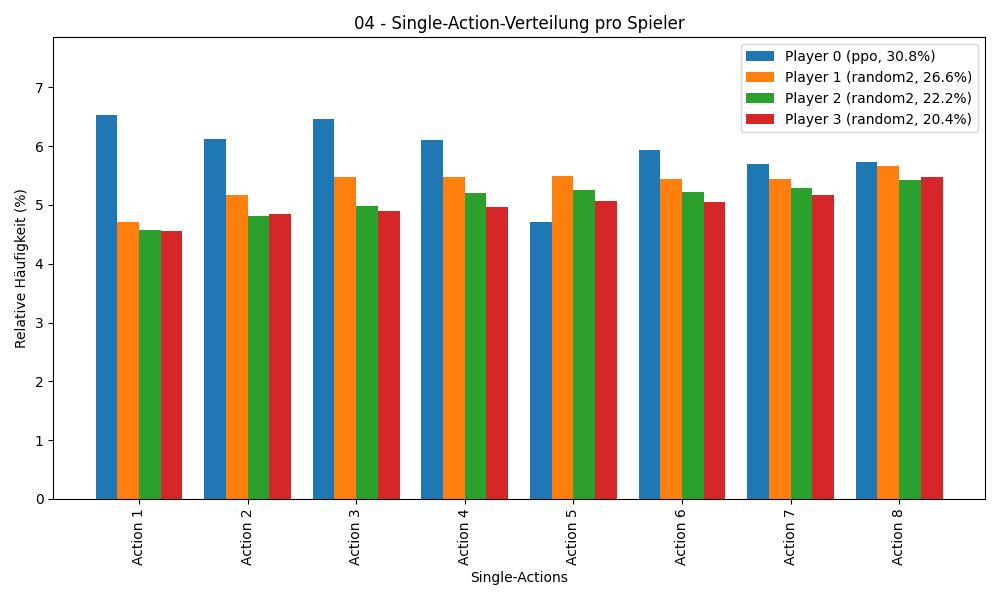 04 - Single-Action-Verteilung pro Spieler
Player 0 (ppo, 30.8%)
Player 1 (random2, 26.6%)
Player 2 (random2, 22.2%)
Player 3 (random2, 20.4%)
Relative Häufigkeit (%)
7
6
5
4
3
2
1
0
Action 1
Action 2
Action 3
Action 4
Action 5
Action 6
Action 7
Action 8
Single-Actions